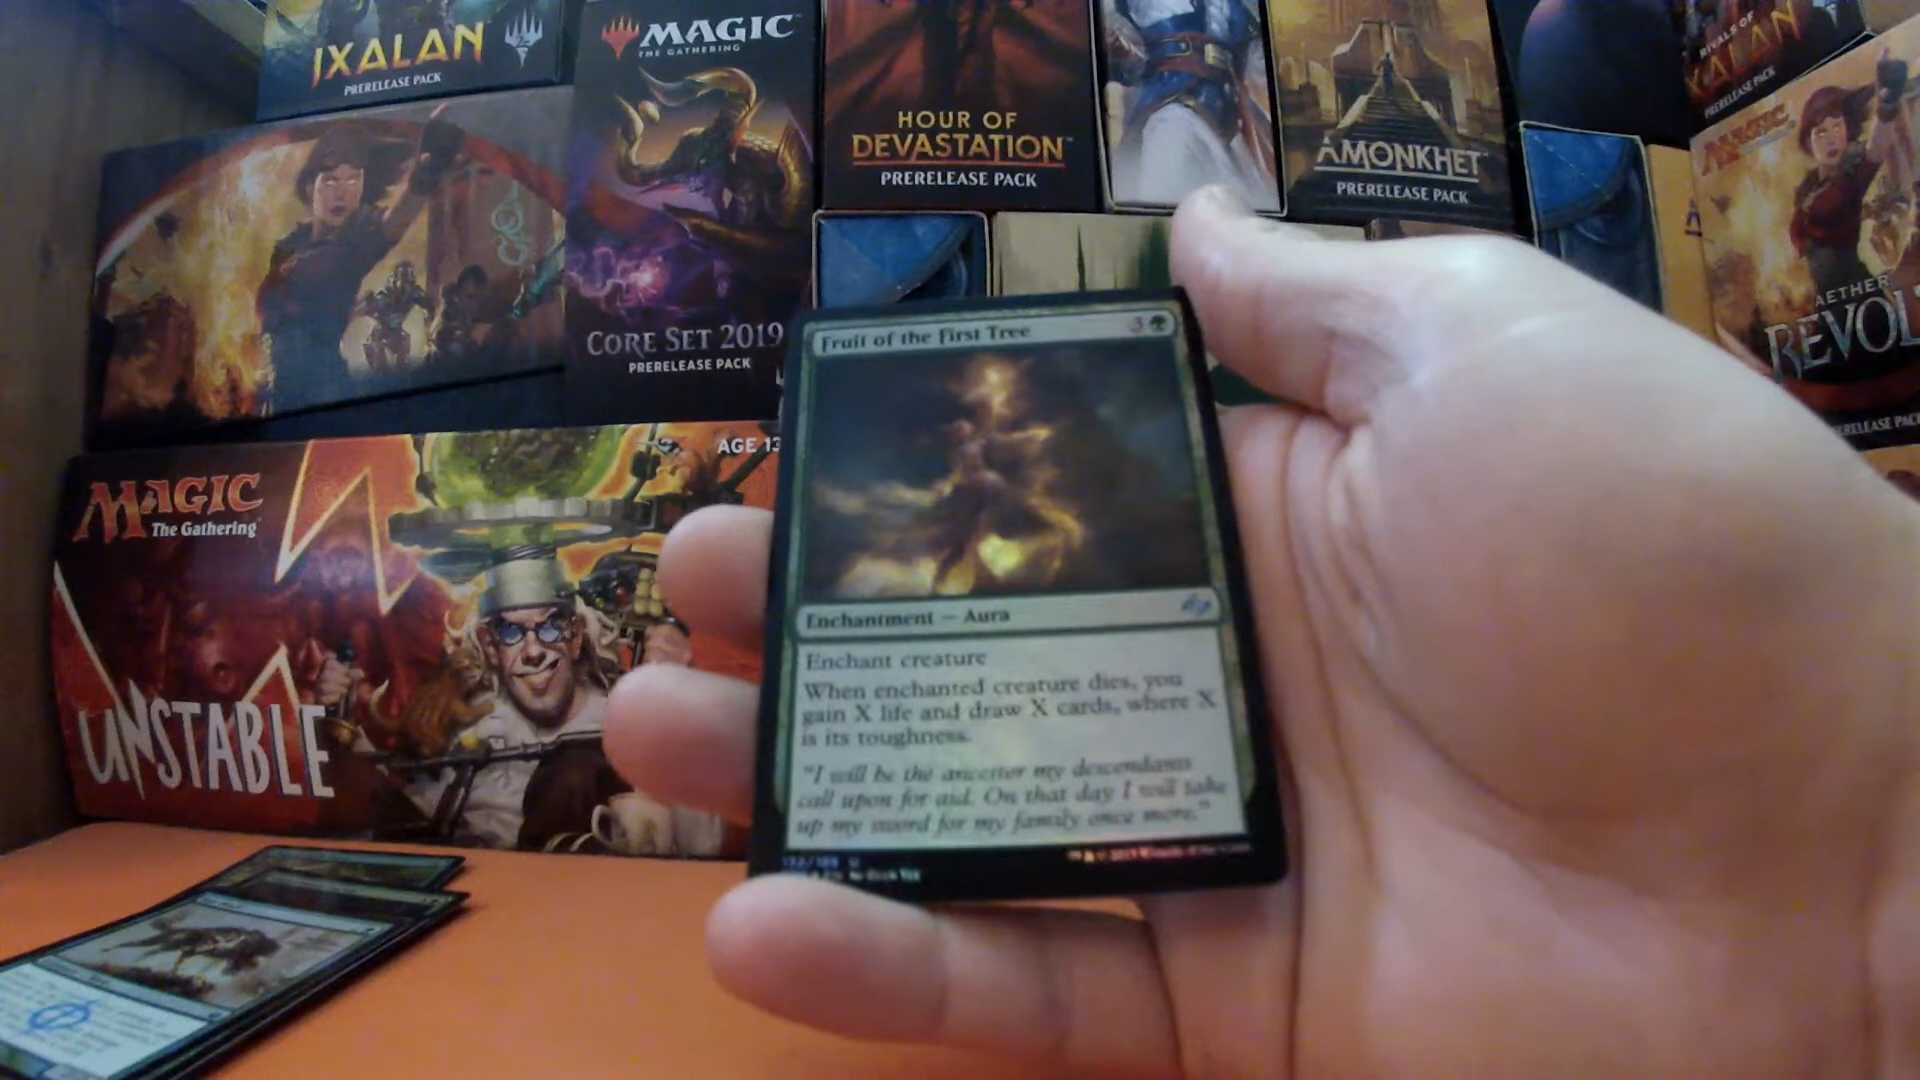 IXALAN
PRERELEASE PACK
MAGIC
THE GATHERING
CORE SET 2019
PRERELEASE PACK
HOUR OF
DEVASTATION
PRERELEASE PACK
AMONKHET
PRERELEASE PACK
RIVALS OF
XALAN
PRERELEASE PACK
MAGIC
AETHER
REVOL
RERELEASE PACK
AGE 13
MAGIC
The Gathering
UNSTABLE
Fruit of the First Tree 3
Enchantment — Aura
Enchant creature
When enchanted creature dies, you
gain X life and draw X cards, where X
is its toughness.
"I will be the ancestor my descendants
call upon for aid. On that day I will take
up my sword for my family once more."